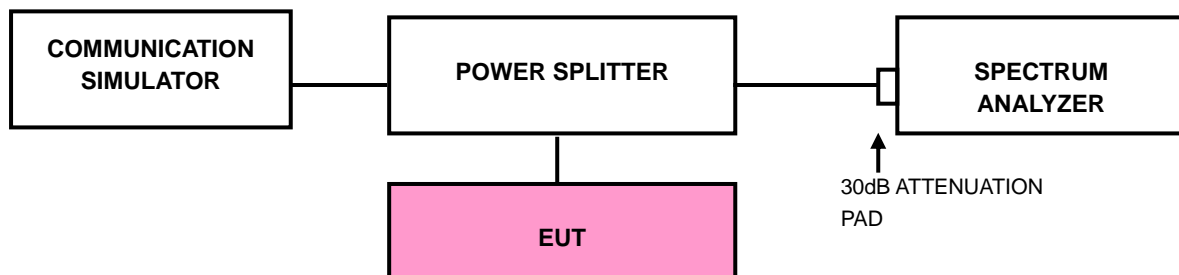 COMMUNICATION
SIMULATOR
POWER SPLITTER
SPECTRUM
ANALYZER
30dB ATTENUATION
PAD
EUT